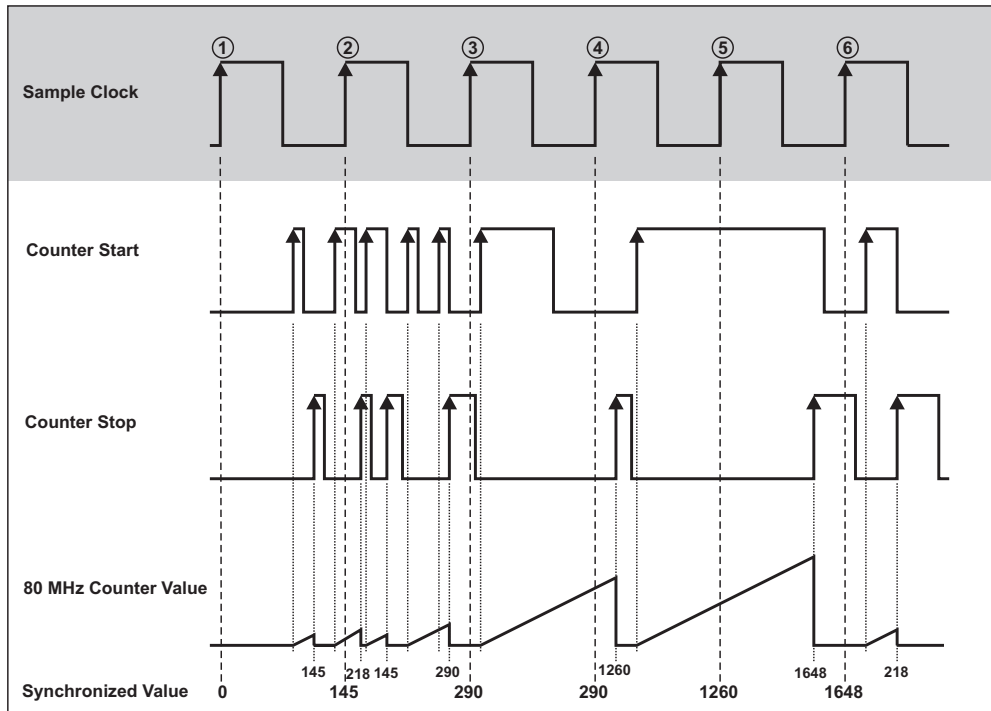 1 2 3 4 5 6
Sample Clock
Counter Start
Counter Stop
80 MHz Counter Value
145 218 145 290 1260 1648 218
Synchronized Value 0 145 290 290 1260 1648